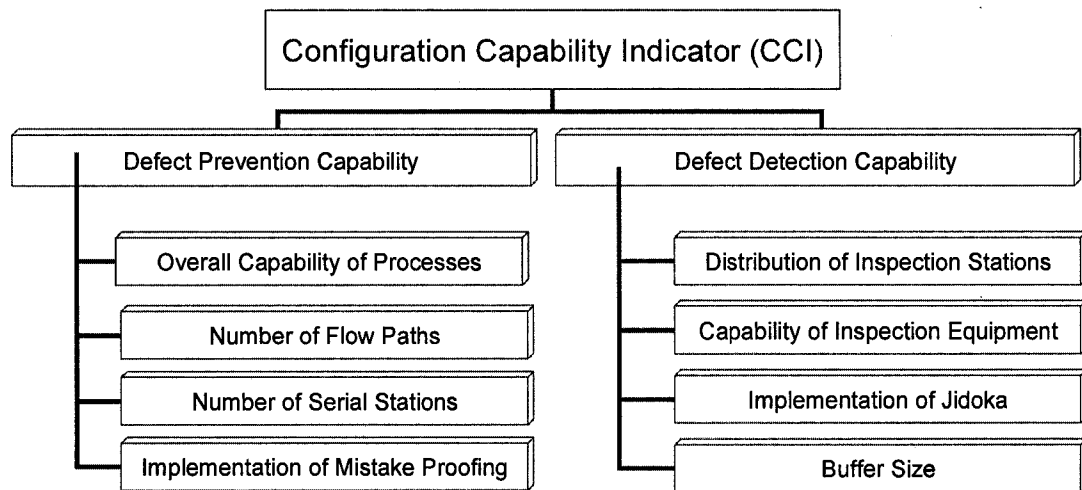 Configuration Capability Indicator (CCI)
Defect Prevention Capability
Overall Capability of Processes
Number of Flow Paths
Number of Serial Stations
Implementation of Mistake Proofing
Defect Detection Capability
Distribution of Inspection Stations
Capability of Inspection Equipment
Implementation of Jidoka
Buffer Size